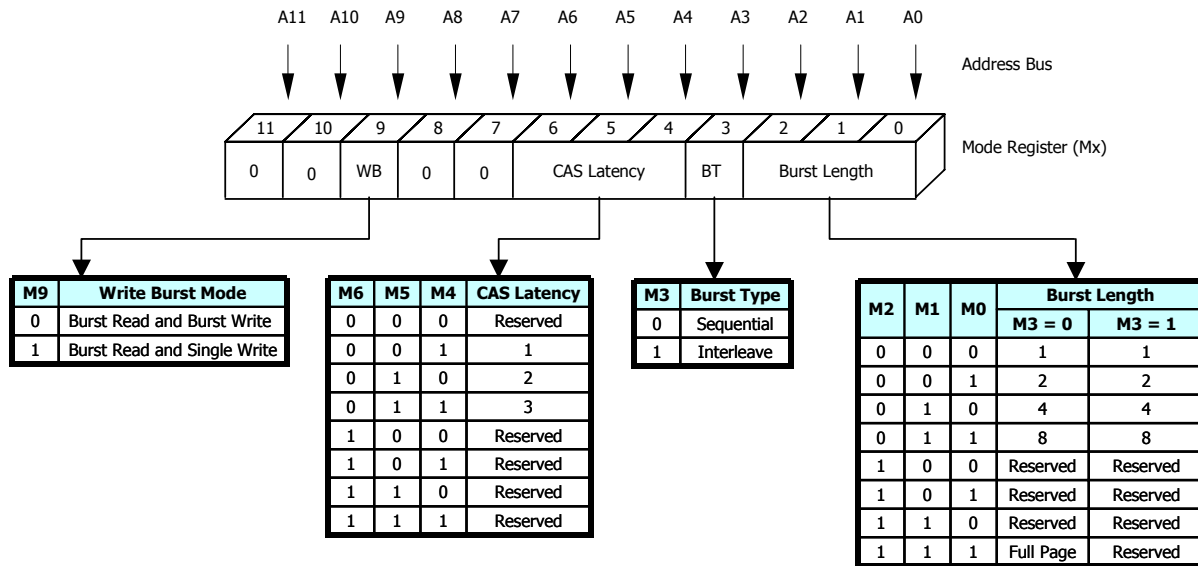 A11 A10 A9 A8 A7 A6 A5 A4 A3 A2 A1 A0
Address Bus
11 10 9 8 7 6 5 4 3 2 1 0
Mode Register (Mx)
0 0 WB 0 0 CAS Latency BT Burst Length
M9 Write Burst Mode
0 Burst Read and Burst Write
1 Burst Read and Single Write
M6 M5 M4 CAS Latency
0 0 0 Reserved
0 0 1 1
0 1 0 2
0 1 1 3
1 0 0 Reserved
1 0 1 Reserved
1 1 0 Reserved
1 1 1 Reserved
M3 Burst Type
0 Sequential
1 Interleave
M2 M1 M0 Burst Length
M3 = 0 M3 = 1
0 0 0 1 1
0 0 1 2 2
0 1 0 4 4
0 1 1 8 8
1 0 0 Reserved Reserved
1 0 1 Reserved Reserved
1 1 0 Reserved Reserved
1 1 1 Full Page Reserved